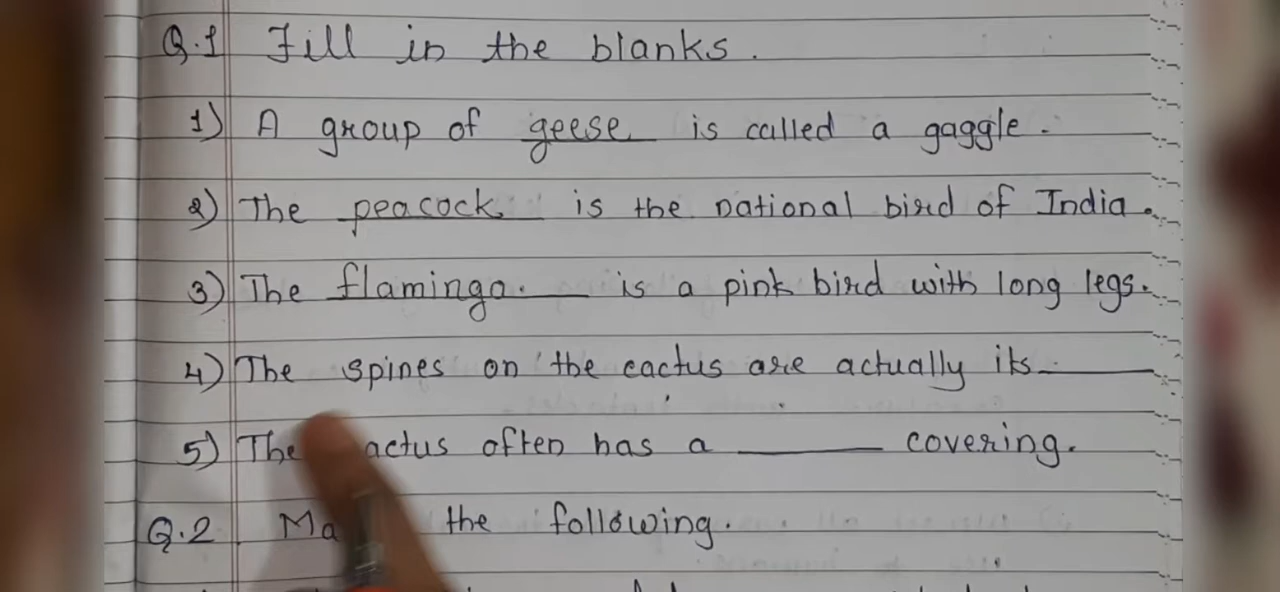 Q.1 Fill in the blanks.
1) A group of geese is called a gaggle.
2) The peacock is the national bird of India.
3) The flamingo. is a pink bird with long legs.
4) The spines on the cactus are actually its
5) The actus often has a ______ covering.
Q.2 Ma the following.